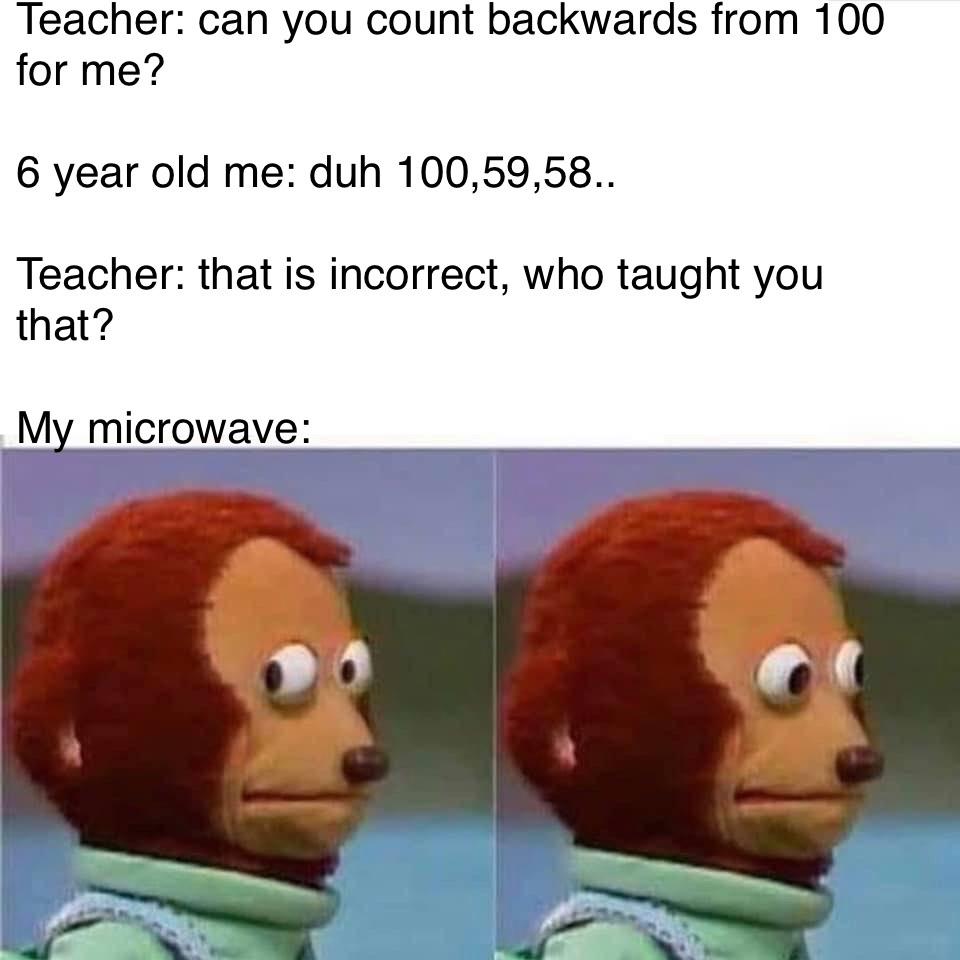 Teacher: can you count backwards from 100
for me?
6 year old me: duh 100,59,58..
Teacher: that is incorrect, who taught you
that?
My microwave: